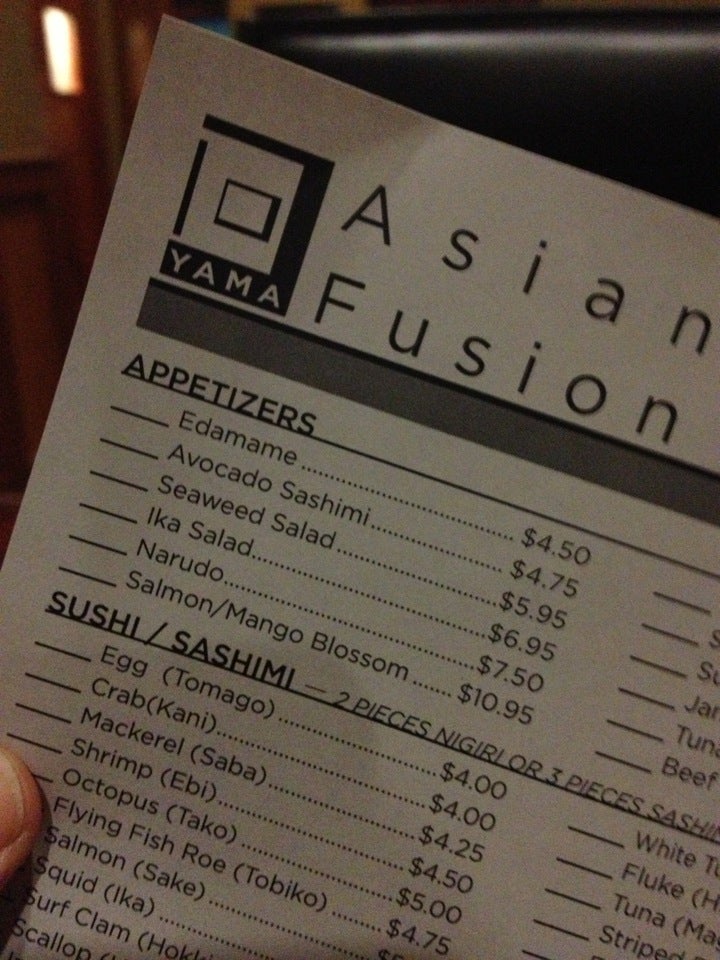 YAMA
Asian
Fusion
APPETIZERS
Edamame $4.50
Avocado Sashimi $4.75
Seaweed Salad $5.95
Ika Salad $6.95
Narudo $7.50
Salmon/Mango Blossom $10.95
Tuna
Beef
SUSHI / SASHIMI — 2 PIECES NIGIRI OR 3 PIECES
Egg (Tomago) $4.00
Crab(Kani) $4.00
Mackerel (Saba) $4.25
Shrimp (Ebi) $4.50
Octopus (Tako) $5.00
Flying Fish Roe (Tobiko) $4.75
Salmon (Sake)
Squid (Ika)
Surf Clam
Scallop
White
Fluke
Tuna
Striped